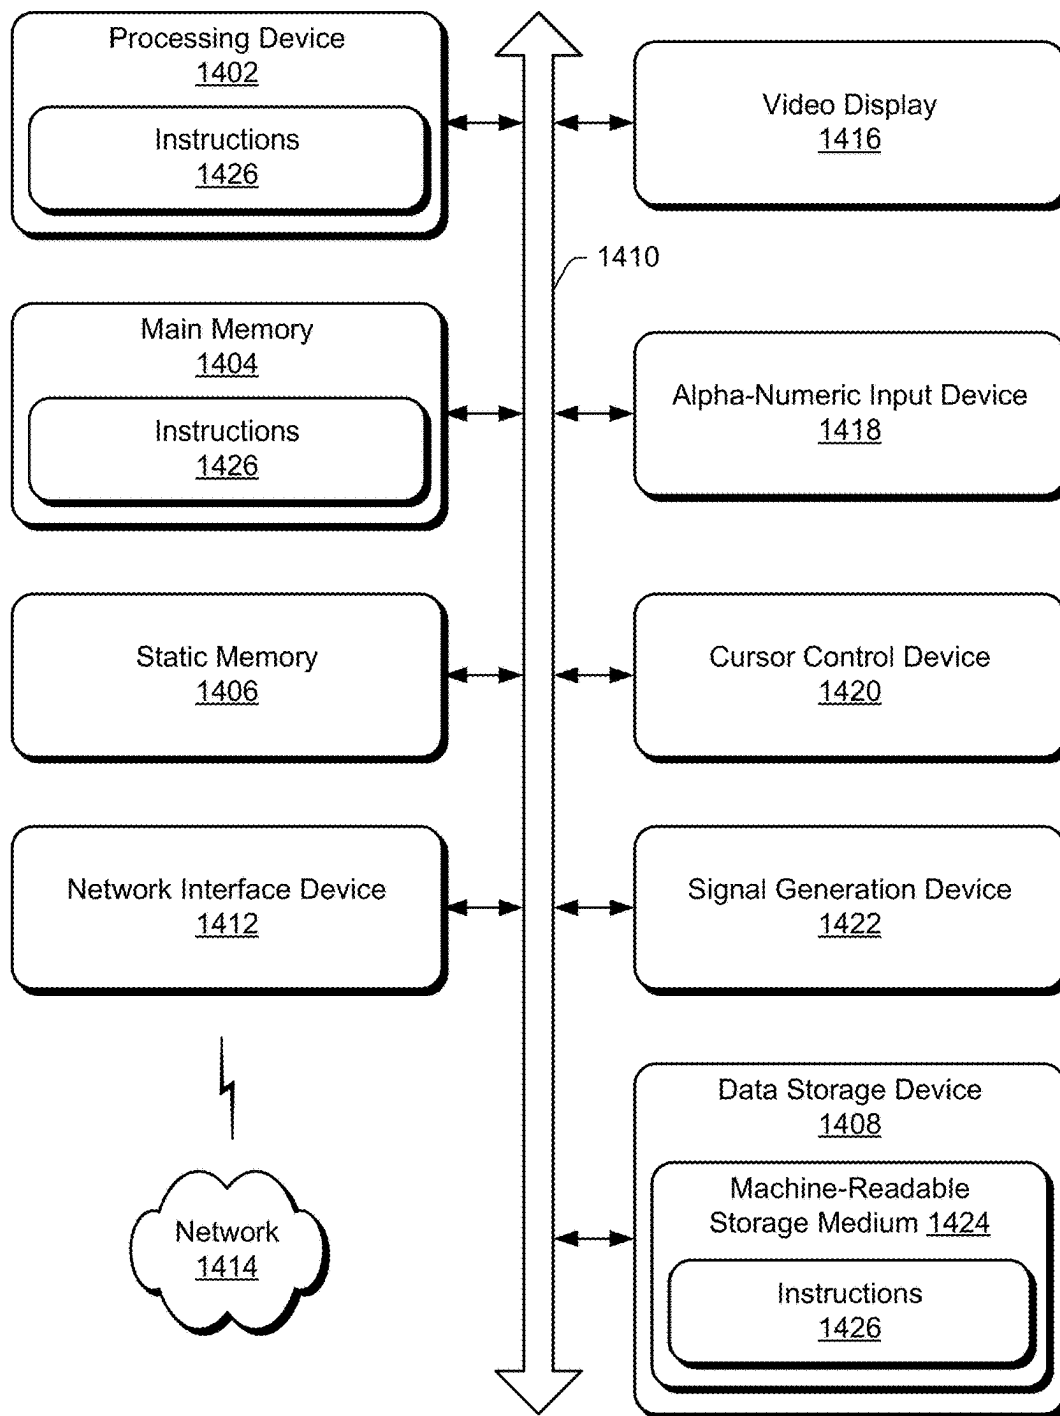 Processing Device
1402
Instructions
1426
Video Display
1416
1410
Main Memory
1404
Instructions
1426
Alpha-Numeric Input Device
1418
Static Memory
1406
Cursor Control Device
1420
Network Interface Device
1412
Signal Generation Device
1422
Network
1414
Data Storage Device
1408
Machine-Readable
Storage Medium 1424
Instructions
1426